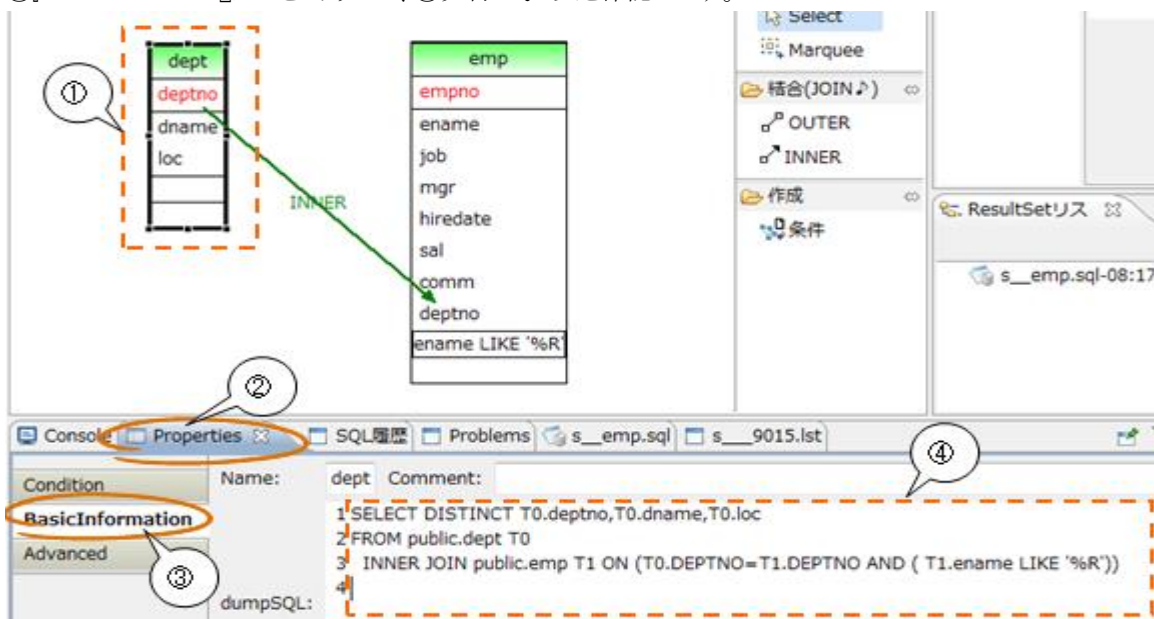 Select
Marquee
結合(JOIN♪)
OUTER
INNER
作成
条件
①
dept
deptno
dname
loc
INNER
emp
empno
ename
job
mgr
hiredate
sal
comm
deptno
ename LIKE '%R'
ResultSetリス
s__emp.sql-08:17
②
Console
Properties
SQL履歴
Problems
s__emp.sql
s___9015.lst
④
Condition
BasicInformation
Advanced
③
Name: dept Comment:
dumpSQL:
1 SELECT DISTINCT T0.deptno,T0.dname,T0.loc
2 FROM public.dept T0
3 INNER JOIN public.emp T1 ON (T0.DEPTNO=T1.DEPTNO AND ( T1.ename LIKE '%R'))
4